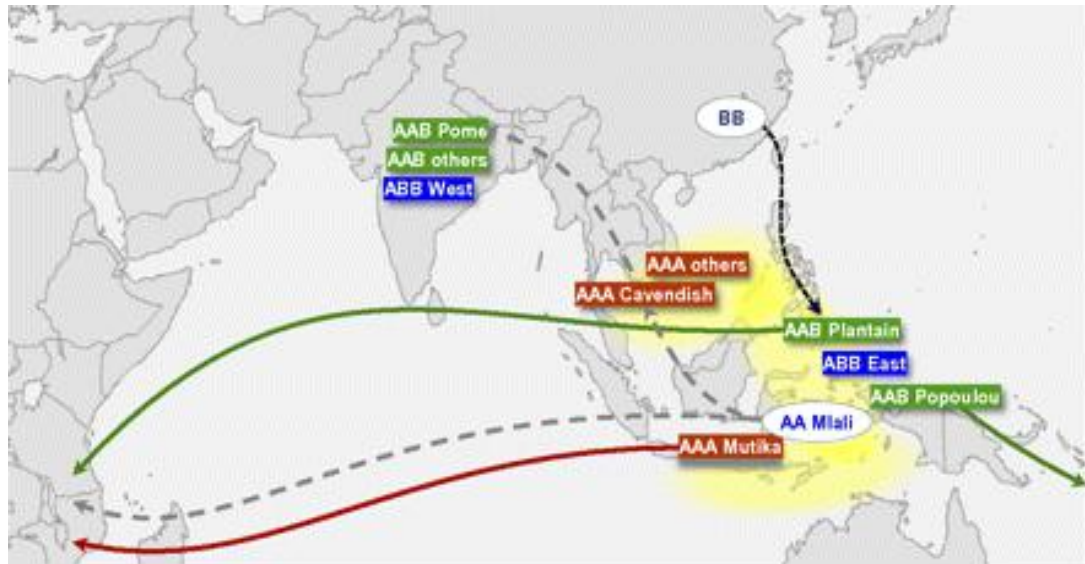 BB
AAB Pome
AAB others
ABB West
AAA others
AAA Cavendish
AAB Plantain
ABB East
AAB Popoulou
AA Mlali
AAA Mutika